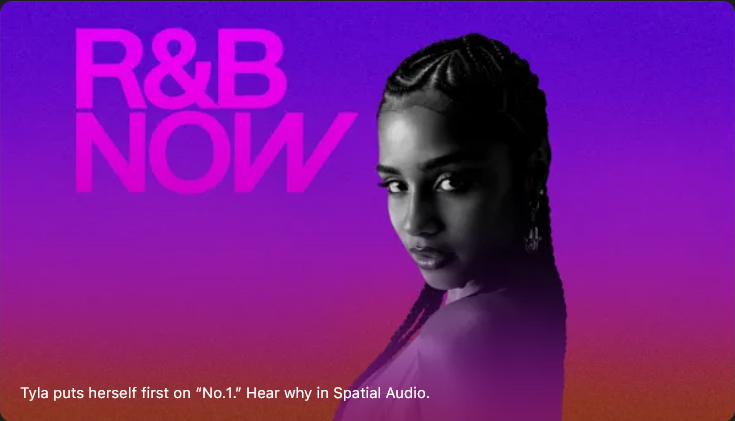 R&B
NOW
Tyla puts herself first on “No.1.” Hear why in Spatial Audio.